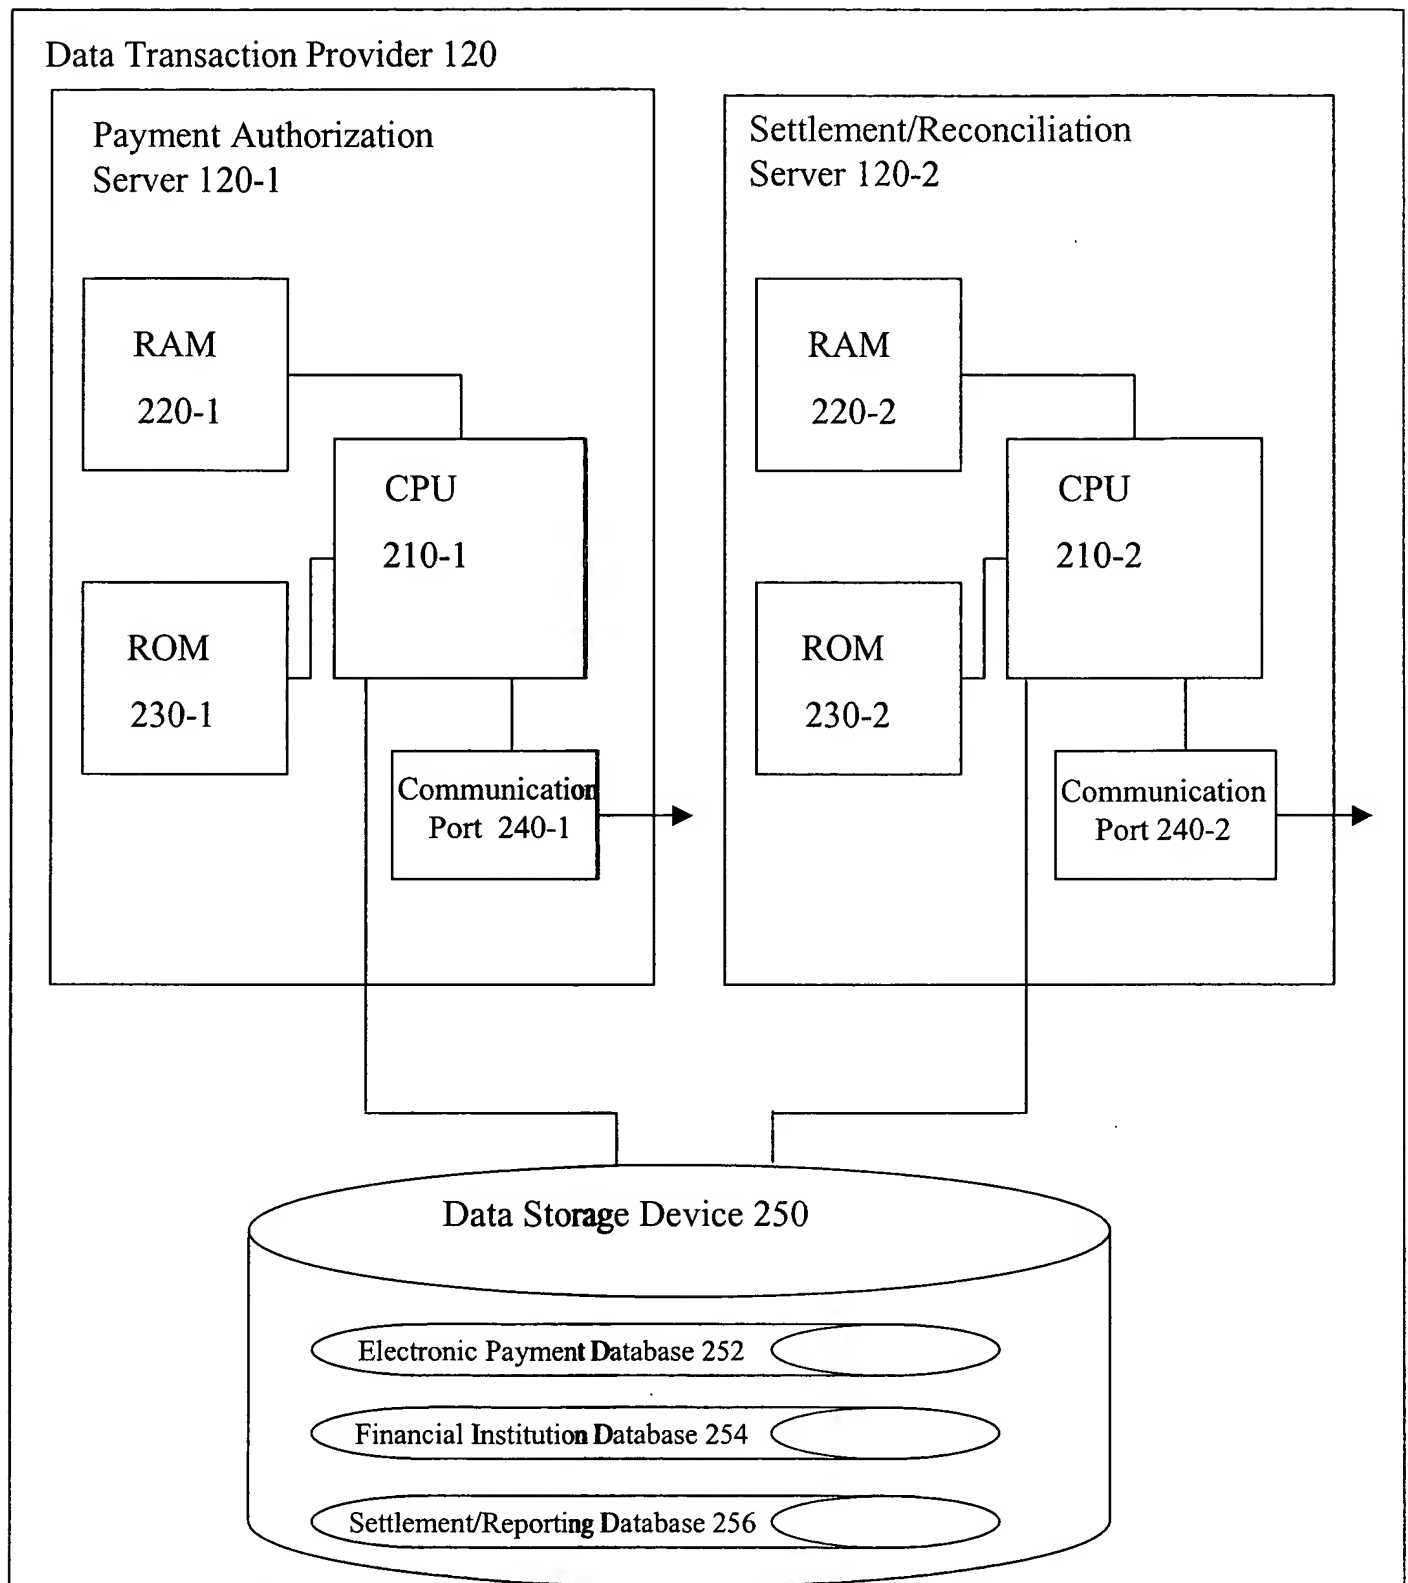 Data Transaction Provider 120
Payment Authorization
Server 120-1
RAM
220-1
CPU
210-1
ROM
230-1
Communication
Port 240-1
Settlement/Reconciliation
Server 120-2
RAM
220-2
CPU
210-2
ROM
230-2
Communication
Port 240-2
Data Storage Device 250
Electronic Payment Database 252
Financial Institution Database 254
Settlement/Reporting Database 256